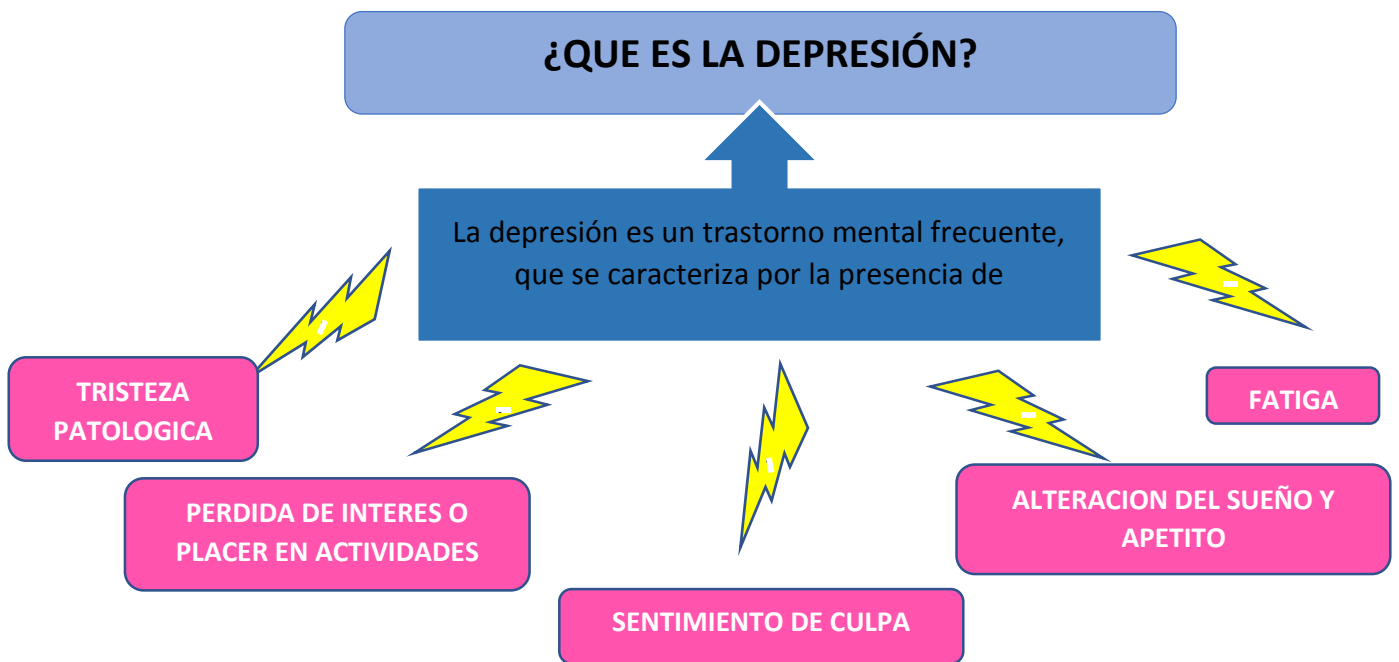 ¿QUE ES LA DEPRESIÓN?
La depresión es un trastorno mental frecuente,
que se caracteriza por la presencia de
TRISTEZA
PATOLOGICA
PERDIDA DE INTERES O
PLACER EN ACTIVIDADES
SENTIMIENTO DE CULPA
ALTERACION DEL SUEÑO Y
APETITO
FATIGA